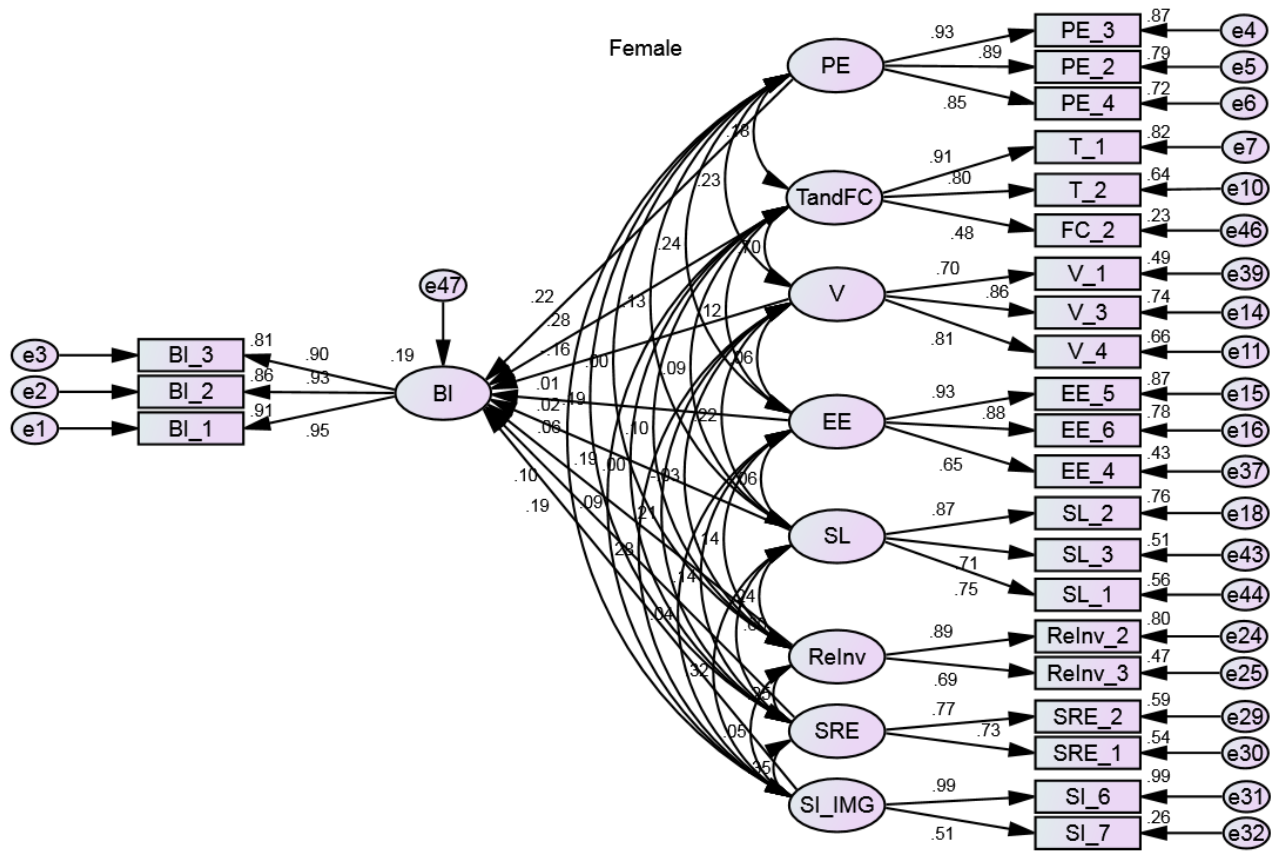 Female
PE
PE_3
.93
.87
e4
PE_2
.89
.79
e5
PE_4
.85
.72
e6
TandFC
T_1
.91
.82
e7
T_2
.80
.64
e10
FC_2
.48
.23
e46
V
V_1
.70
.49
e39
V_3
.86
.74
e14
V_4
.81
.66
e11
EE
EE_5
.93
.87
e15
EE_6
.88
.78
e16
EE_4
.65
.43
e37
SL
SL_2
.87
.76
e18
SL_3
.71
.51
e43
SL_1
.75
.56
e44
ReInv
ReInv_2
.89
.80
e24
ReInv_3
.69
.47
e25
SRE
SRE_2
.77
.59
e29
SRE_1
.73
.54
e30
SI_IMG
SI_6
.99
.99
e31
SI_7
.51
.26
e32
e47
.19
BI
e3
BI_3
.81
.90
e2
BI_2
.86
.93
e1
BI_1
.91
.95
.18
.23
.24
.13
.12
.22
.28
-.16
.00
.09
.01
.02
.19
.22
.06
.10
.19
.00
-.03
.10
.09
.21
.19
.28
.14
.14
.04
.32
.05